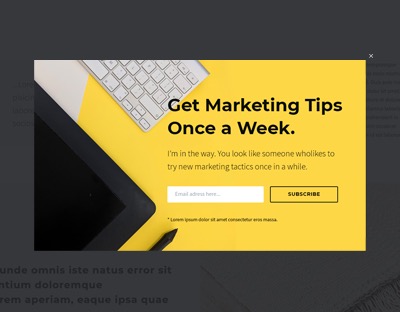 ×
Get Marketing Tips
Once a Week.
I'm in the way. You look like someone wholikes to
try new marketing tactics once in a while.
Email adress here...
SUBSCRIBE
* Lorem ipsum dolor sit amet consectetur eros massa.
unde omnis iste natus error sit
ntium doloremque
rem speriam, eaque ipsa quae